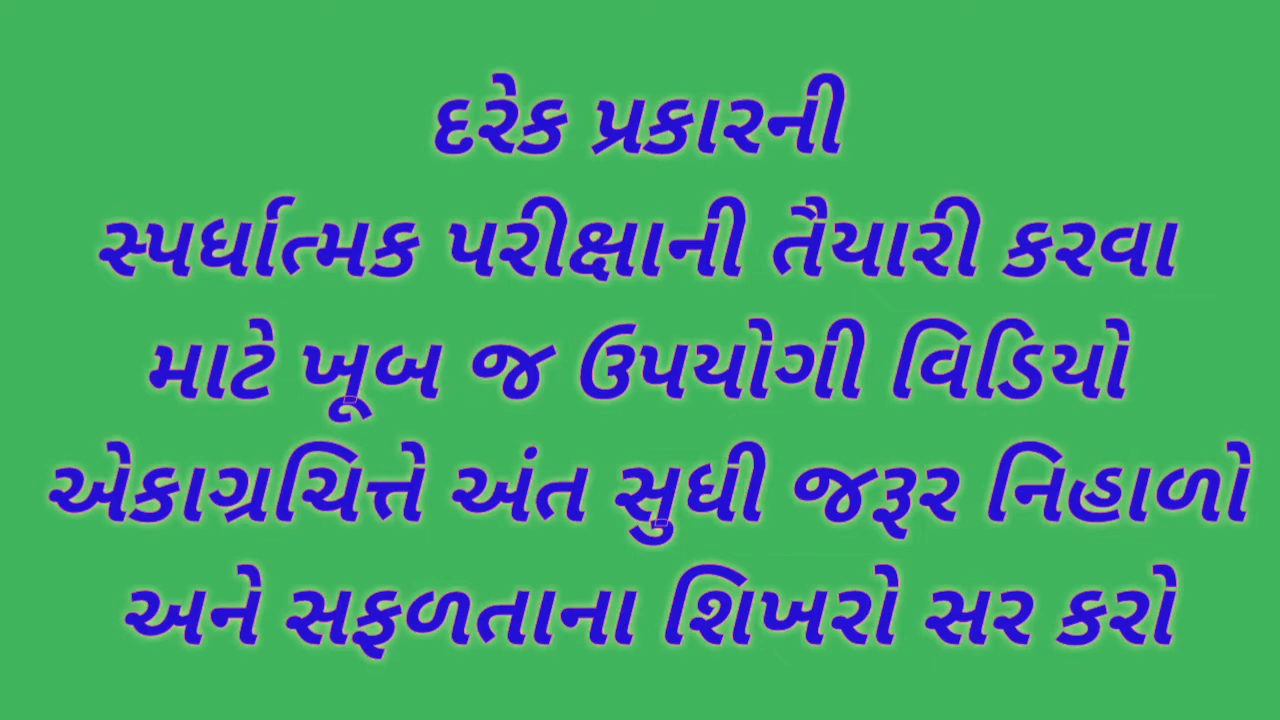 દરેક પ્રકારની
સ્પર્ધાત્મક પરીક્ષાની તૈયારી કરવા
માટે ખૂબ જ ઉપયોગી વિડિયો
એકાગ્રચિત્તે અંત સુધી જરૂર નિહાળો
અને સફળતાના શિખરો સર કરો